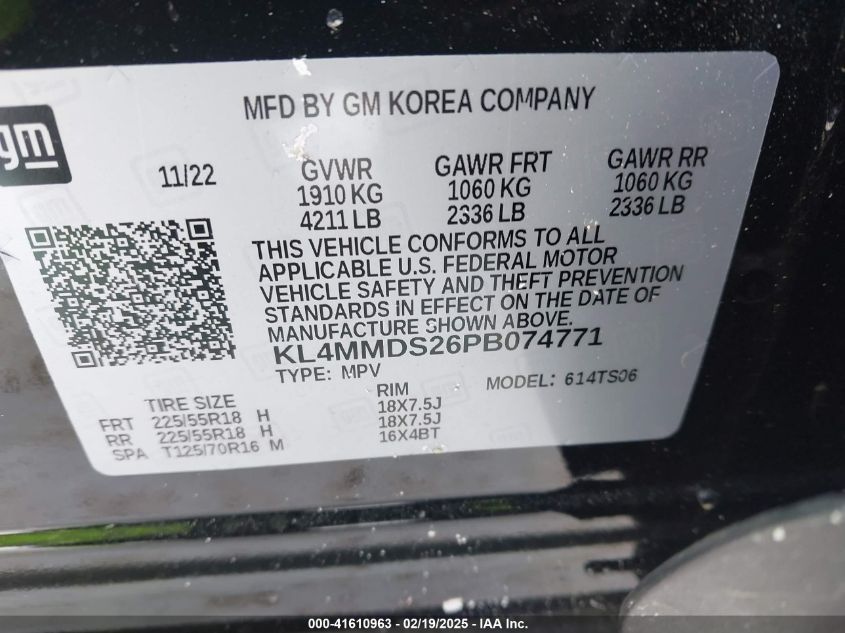 MFD BY GM KOREA COMPANY
gm
11/22
GVWR GAWR FRT GAWR RR
1910 KG 1060 KG 1060 KG
4211 LB 2336 LB 2336 LB
THIS VEHICLE CONFORMS TO ALL
APPLICABLE U.S. FEDERAL MOTOR
VEHICLE SAFETY AND THEFT PREVENTION
STANDARDS IN EFFECT ON THE DATE OF
MANUFACTURE SHOWN ABOVE.
KL4MMDS26PB074771
TYPE: MPV MODEL: 614TS06
TIRE SIZE RIM
FRT 225/55R18 H 18X7.5J
RR 225/55R18 H 18X7.5J
SPA T125/70R16 M 16X4BT
000-41610963 - 02/19/2025 - IAA Inc.